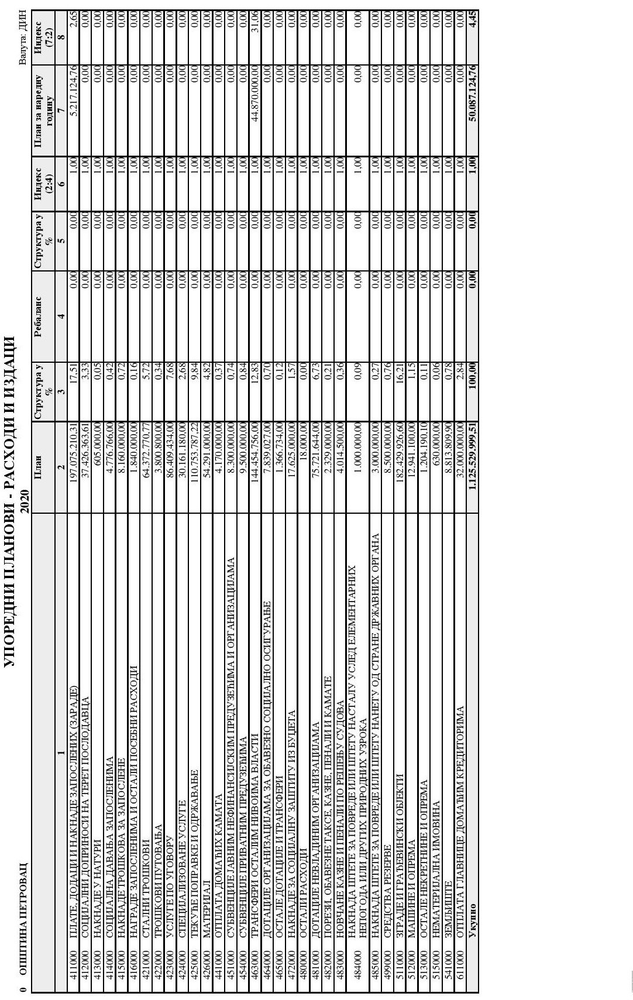 УПОРЕДНИ ПЛАНОВИ - РАСХОДИ И ИЗДАЦИ
2020
0 ОПШТИНА ПЕТРОВАЦ Валута: ДИН
План Структура у % Ребаланс Структура у % Индекс (2:4) План за наредну годину Индекс (7:2)
1 2 3 4 5 6 7 8
411000 ПЛАТЕ, ДОДАЦИ И НАКНАДЕ ЗАПОСЛЕНИХ (ЗАРАДЕ) 197.075.210,31 17,51 0,00 0,00 1,00 5.217.124,76 2,65
412000 СОЦИЈАЛНИ ДОПРИНОСИ НА ТЕРЕТ ПОСЛОДАВЦА 37.426.363,61 3,33 0,00 0,00 1,00 0,00 0,00
413000 НАКНАДЕ У НАТУРИ 605.000,00 0,05 0,00 0,00 1,00 0,00 0,00
414000 СОЦИЈАЛНА ДАВАЊА ЗАПОСЛЕНИМА 4.776.766,00 0,42 0,00 0,00 1,00 0,00 0,00
415000 НАКНАДЕ ТРОШКОВА ЗА ЗАПОСЛЕНЕ 8.160.000,00 0,72 0,00 0,00 1,00 0,00 0,00
416000 НАГРАДЕ ЗАПОСЛЕНИМА И ОСТАЛИ ПОСЕБНИ РАСХОДИ 1.840.000,00 0,16 0,00 0,00 1,00 0,00 0,00
421000 СТАЛНИ ТРОШКОВИ 64.372.770,77 5,72 0,00 0,00 1,00 0,00 0,00
422000 ТРОШКОВИ ПУТОВАЊА 3.800.800,00 0,34 0,00 0,00 1,00 0,00 0,00
423000 УСЛУГЕ ПО УГОВОРУ 86.409.434,00 7,68 0,00 0,00 1,00 0,00 0,00
424000 СПЕЦИЈАЛИЗОВАНЕ УСЛУГЕ 30.161.180,00 2,68 0,00 0,00 1,00 0,00 0,00
425000 ТЕКУЋЕ ПОПРАВКЕ И ОДРЖАВАЊЕ 110.753.787,22 9,84 0,00 0,00 1,00 0,00 0,00
426000 МАТЕРИЈАЛ 54.291.000,00 4,82 0,00 0,00 1,00 0,00 0,00
441000 ОТПЛАТА ДОМАЋИХ КАМАТА 4.170.000,00 0,37 0,00 0,00 1,00 0,00 0,00
451000 СУБВЕНЦИЈЕ ЈАВНИМ НЕФИНАНСИЈСКИМ ПРЕДУЗЕЋИМА И ОРГАНИЗАЦИЈАМА 8.300.000,00 0,74 0,00 0,00 1,00 0,00 0,00
454000 СУБВЕНЦИЈЕ ПРИВАТНИМ ПРЕДУЗЕЋИМА 9.500.000,00 0,84 0,00 0,00 1,00 0,00 0,00
463000 ТРАНСФЕРИ ОСТАЛИМ НИВОИМА ВЛАСТИ 144.454.756,00 12,83 0,00 0,00 1,00 44.870.000,00 31,06
464000 ДОТАЦИЈЕ ОРГАНИЗАЦИЈАМА ЗА ОБАВЕЗНО СОЦИЈАЛНО ОСИГУРАЊЕ 7.839.027,00 0,70 0,00 0,00 1,00 0,00 0,00
465000 ОСТАЛЕ ДОТАЦИЈЕ И ТРАНСФЕРИ 1.366.734,00 0,12 0,00 0,00 1,00 0,00 0,00
472000 НАКНАДЕ ЗА СОЦИЈАЛНУ ЗАШТИТУ ИЗ БУЏЕТА 17.625.000,00 1,57 0,00 0,00 1,00 0,00 0,00
480000 ОСТАЛИ РАСХОДИ 18.000,00 0,00 0,00 0,00 1,00 0,00 0,00
481000 ДОТАЦИЈЕ НЕВЛАДИНИМ ОРГАНИЗАЦИЈАМА 75.721.644,00 6,73 0,00 0,00 1,00 0,00 0,00
482000 ПОРЕЗИ, ОБАВЕЗНЕ ТАКСЕ, КАЗНЕ, ПЕНАЛИ И КАМАТЕ 2.329.000,00 0,21 0,00 0,00 1,00 0,00 0,00
483000 НОВЧАНЕ КАЗНЕ И ПЕНАЛИ ПО РЕШЕЊУ СУДОВА 4.014.500,00 0,36 0,00 0,00 1,00 0,00 0,00
484000 НАКНАДА ШТЕТЕ ЗА ПОВРЕДЕ ИЛИ ШТЕТУ НАСТАЛУ УСЛЕД ЕЛЕМЕНТАРНИХ
НЕПОГОДА ИЛИ ДРУГИХ ПРИРОДНИХ УЗРОКА 1.000.000,00 0,09 0,00 0,00 1,00 0,00 0,00
485000 НАКНАДА ШТЕТЕ ЗА ПОВРЕДЕ ИЛИ ШТЕТУ НАНЕТУ ОД СТРАНЕ ДРЖАВНИХ ОРГАНА 3.000.000,00 0,27 0,00 0,00 1,00 0,00 0,00
499000 СРЕДСТВА РЕЗЕРВЕ 8.500.000,00 0,76 0,00 0,00 1,00 0,00 0,00
511000 ЗГРАДЕ И ГРАЂЕВИНСКИ ОБЈЕКТИ 182.429.926,60 16,21 0,00 0,00 1,00 0,00 0,00
512000 МАШИНЕ И ОПРЕМА 12.941.100,00 1,15 0,00 0,00 1,00 0,00 0,00
513000 ОСТАЛЕ НЕКРЕТНИНЕ И ОПРЕМА 1.204.190,10 0,11 0,00 0,00 1,00 0,00 0,00
515000 НЕМАТЕРИЈАЛНА ИМОВИНА 630.000,00 0,06 0,00 0,00 1,00 0,00 0,00
541000 ЗЕМЉИШТЕ 8.813.809,90 0,78 0,00 0,00 1,00 0,00 0,00
611000 ОТПЛАТА ГЛАВНИЦЕ ДОМАЋИМ КРЕДИТОРИМА 32.000.000,00 2,84 0,00 0,00 1,00 0,00 0,00
Укупно 1.125.529.999,51 100,00 0,00 0,00 1,00 50.087.124,76 4,45